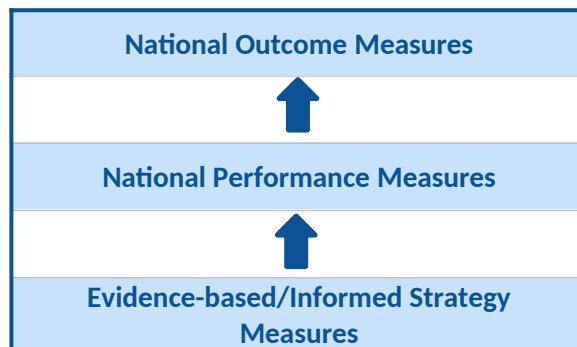 National Outcome Measures
National Performance Measures
Evidence-based/Informed Strategy
Measures